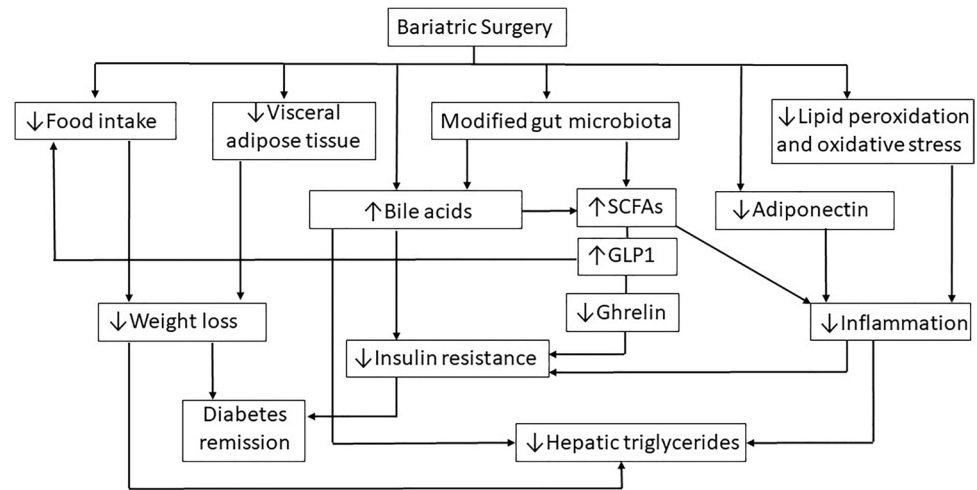 Bariatric Surgery
↓Food intake
↓Visceral
adipose tissue
Modified gut microbiota
↓Lipid peroxidation
and oxidative stress
↑Bile acids
↑SCFAs
↓Adiponectin
↑GLP1
↓Ghrelin
↓Weight loss
↓Inflammation
↓Insulin resistance
Diabetes
remission
↓Hepatic triglycerides